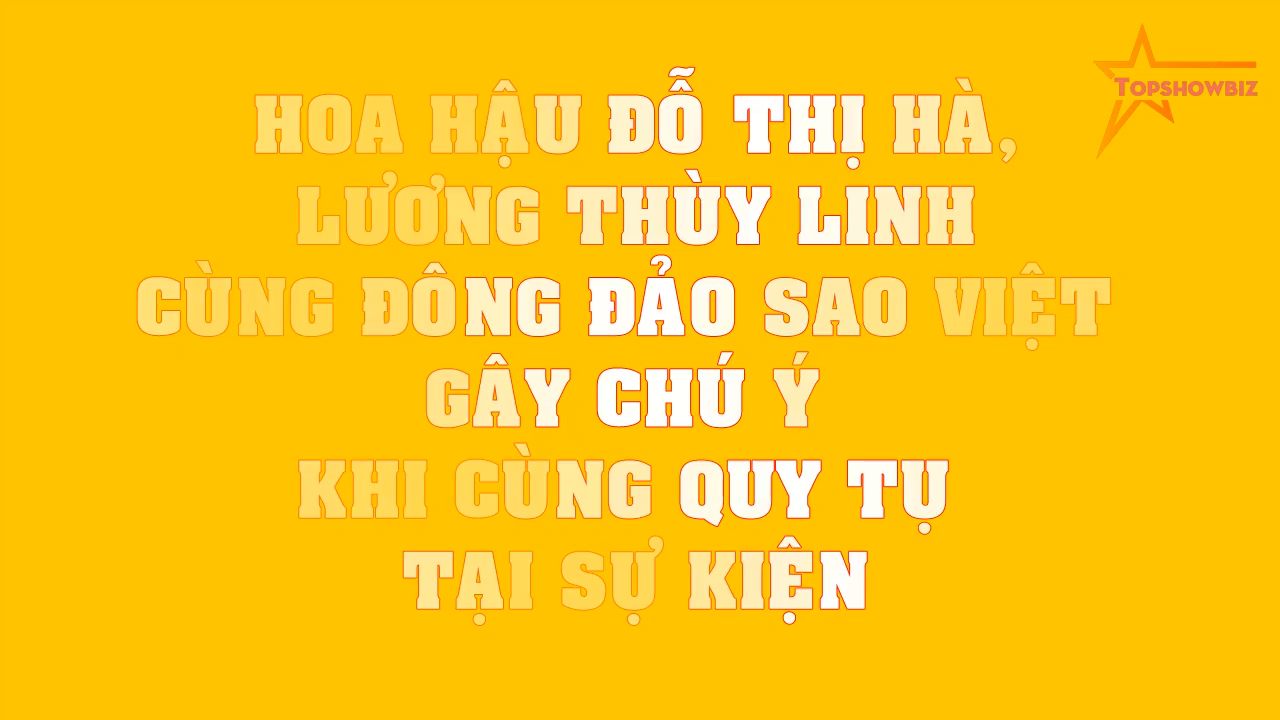 TOPSHOWBIZ
HOA HẬU ĐỖ THỊ HÀ,
LƯƠNG THÙY LINH
CÙNG ĐÔNG ĐẢO SAO VIỆT
GÂY CHÚ Ý
KHI CÙNG QUY TỤ
TẠI SỰ KIỆN